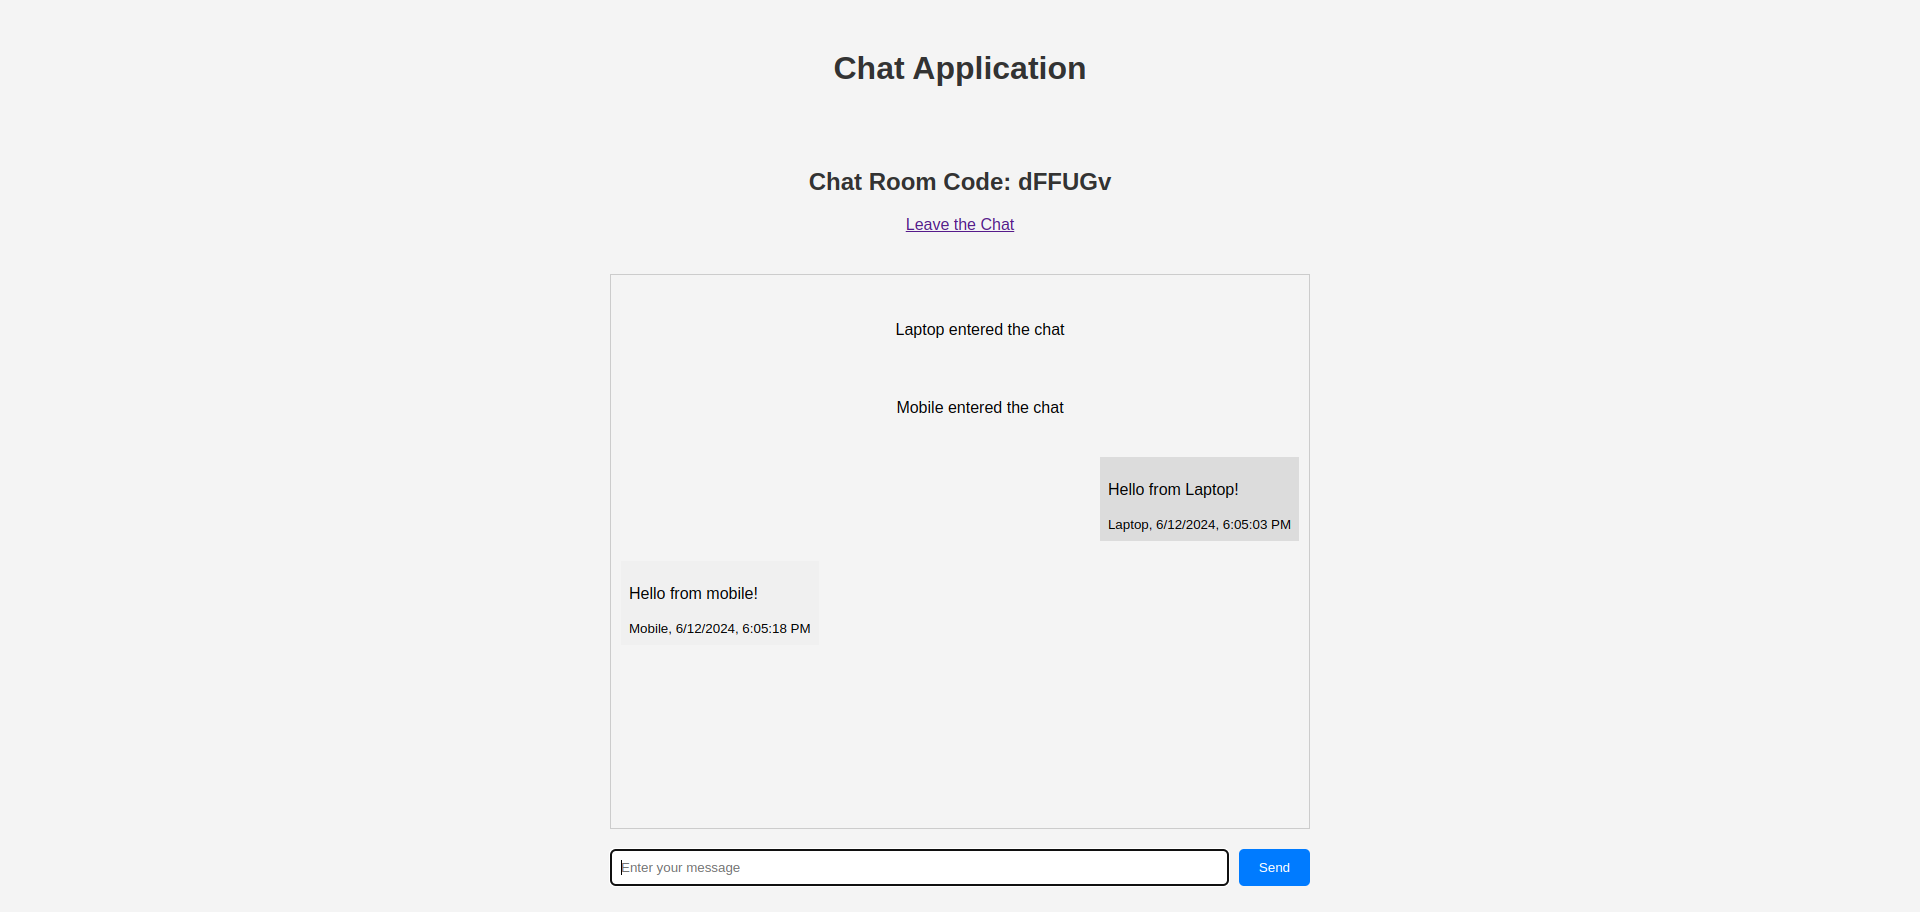 Chat Application
Chat Room Code: dFFUGv
Leave the Chat
Laptop entered the chat
Mobile entered the chat
Hello from Laptop!
Laptop, 6/12/2024, 6:05:03 PM
Hello from mobile!
Mobile, 6/12/2024, 6:05:18 PM
Enter your message
Send